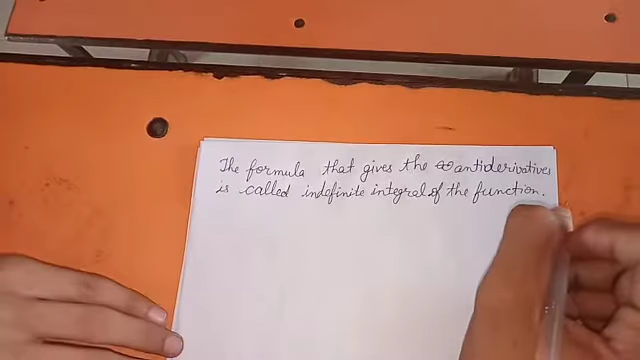 The formula that gives the antiderivatives
is called indefinite integral of the function.